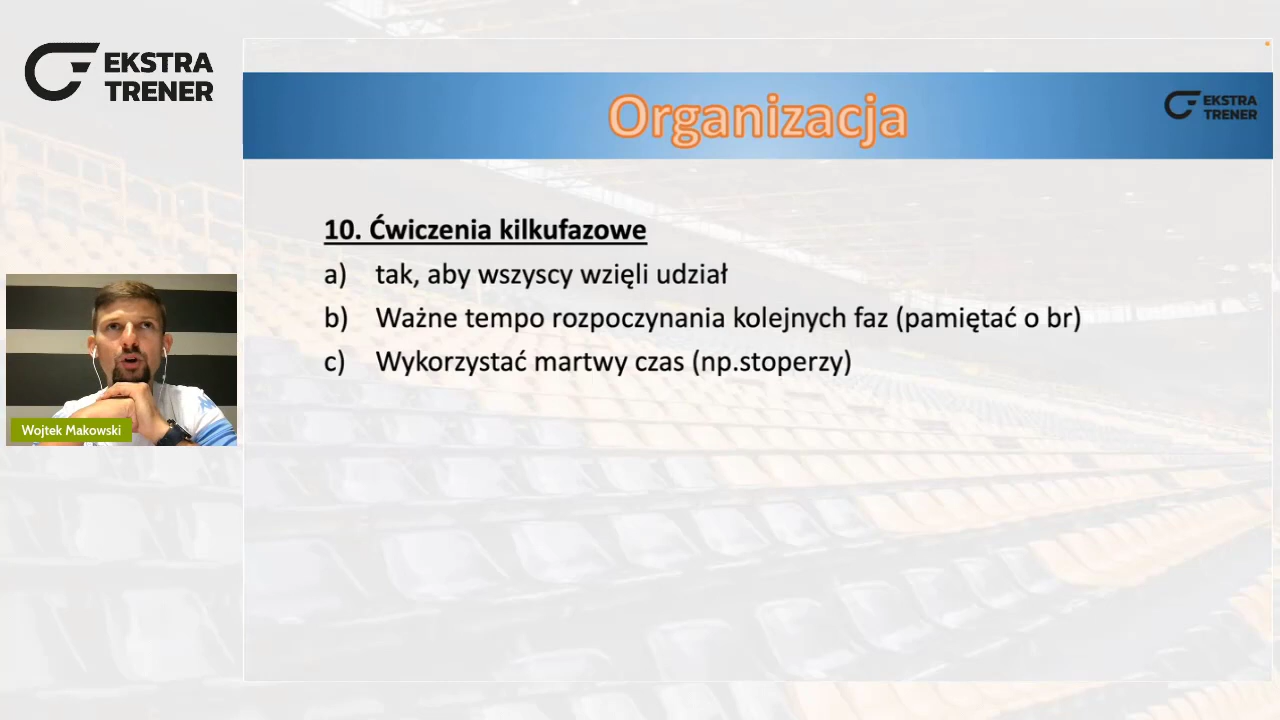 EKSTRA
TRENER
Organizacja
EKSTRA
TRENER
10. Ćwiczenia kilkufazowe
a) tak, aby wszyscy wzięli udział
b) Ważne tempo rozpoczynania kolejnych faz (pamiętać o br)
c) Wykorzystać martwy czas (np.stoperzy)
Wojtek Makowski